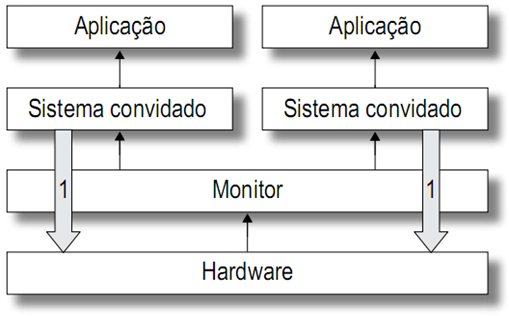 Aplicação
Aplicação
Sistema convidado
Sistema convidado
1
Monitor
1
Hardware